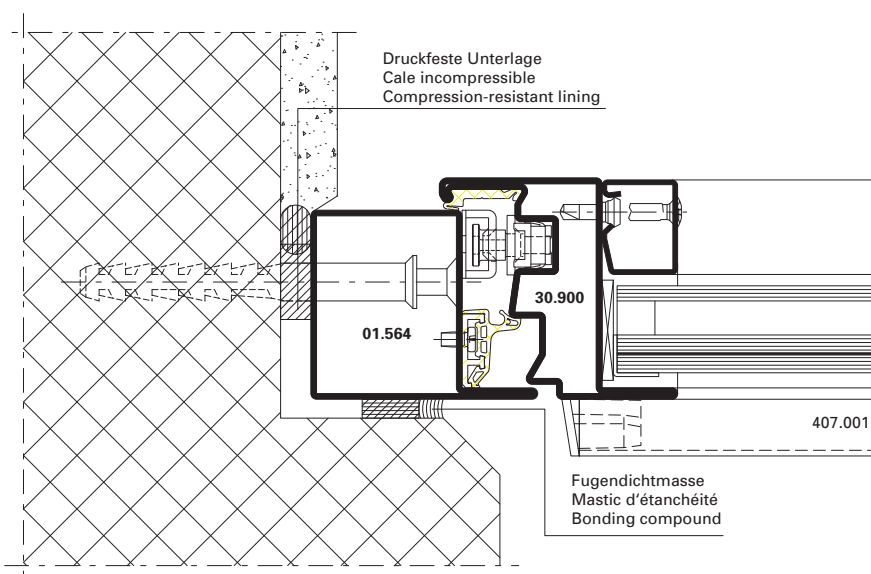 Druckfeste Unterlage
Cale incompressible
Compression-resistant lining
30.900
01.564
407.001
Fugendichtmasse
Mastic d‘étanchéité
Bonding compound